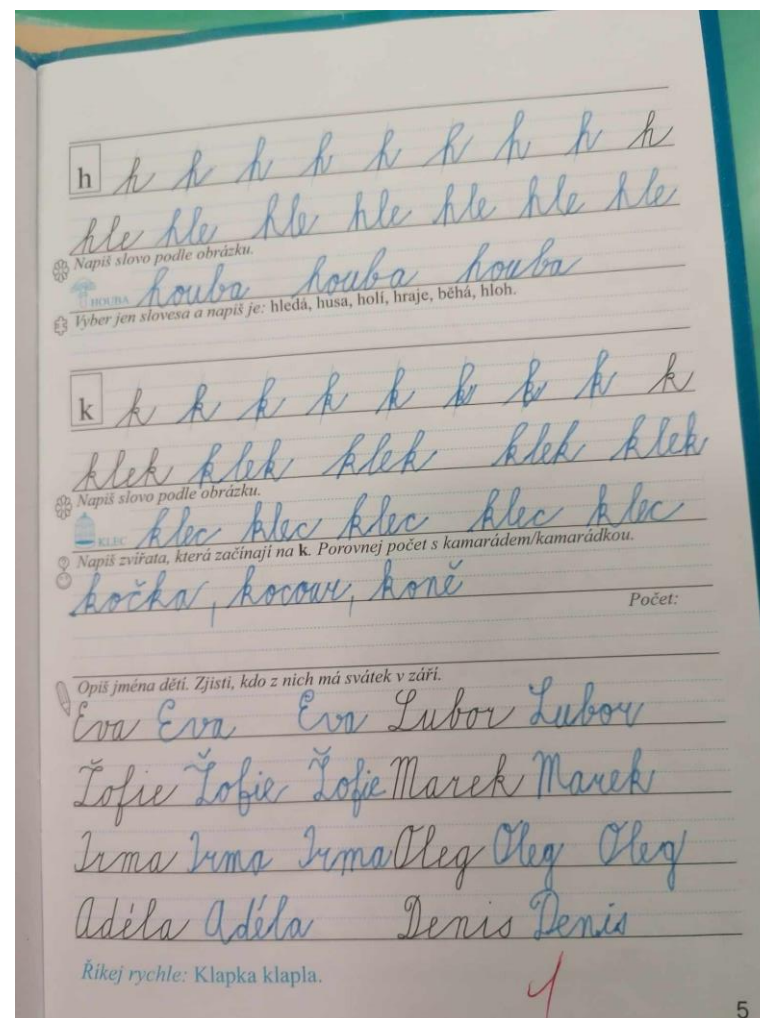 h h h h h h h h h h
hle hle hle hle hle hle hle
Napiš slovo podle obrázku.
HOUBA houba houba houba
Vyber jen slovesa a napiš je: hledá, husa, holí, hraje, běhá, hloh.
k k k k k k k k k k
klek klek klek klek klek
Napiš slovo podle obrázku.
KLEC klec klec klec klec klec
Napiš zvířata, která začínají na k. Porovnej počet s kamarádem/kamarádkou.
kočka, kocour, koně
Počet:
Opiš jména dětí. Zjisti, kdo z nich má svátek v září.
Eva Eva Eva Lubor Lubor
Žofie Žofie Žofie Marek Marek
Irma Irma Irma Oleg Oleg Oleg
Adéla Adéla Denis Denis
Říkej rychle: Klapka klapla.
1
5